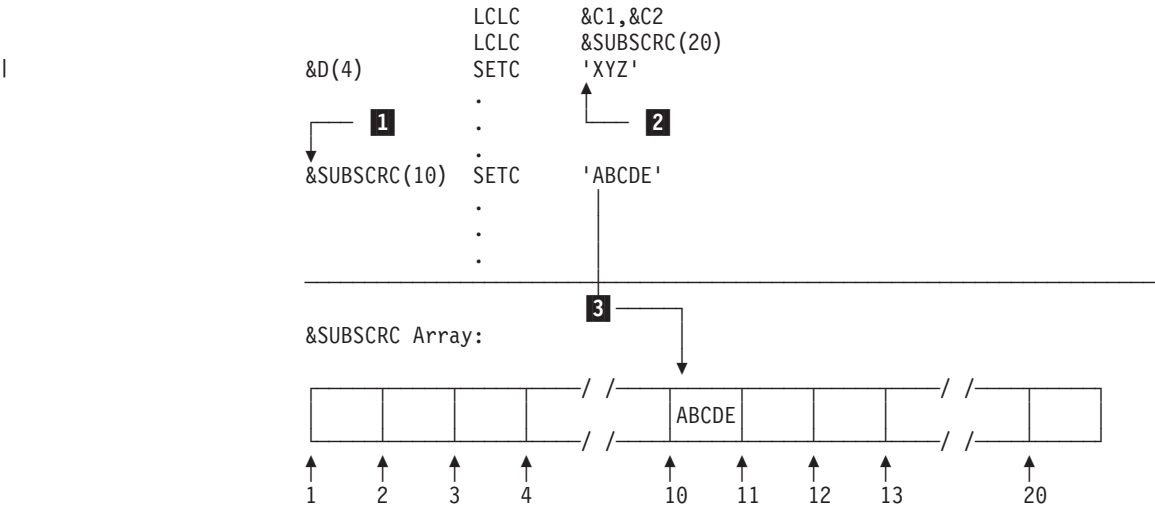 LCLC &C1,&C2
LCLC &SUBSCRC(20)
| &D(4) SETC 'XYZ'
.
1 . 2
.
&SUBSCRC(10) SETC 'ABCDE'
.
.
.
3
&SUBSCRC Array:
/ / / /
ABCDE
/ / / /
1 2 3 4 10 11 12 13 20